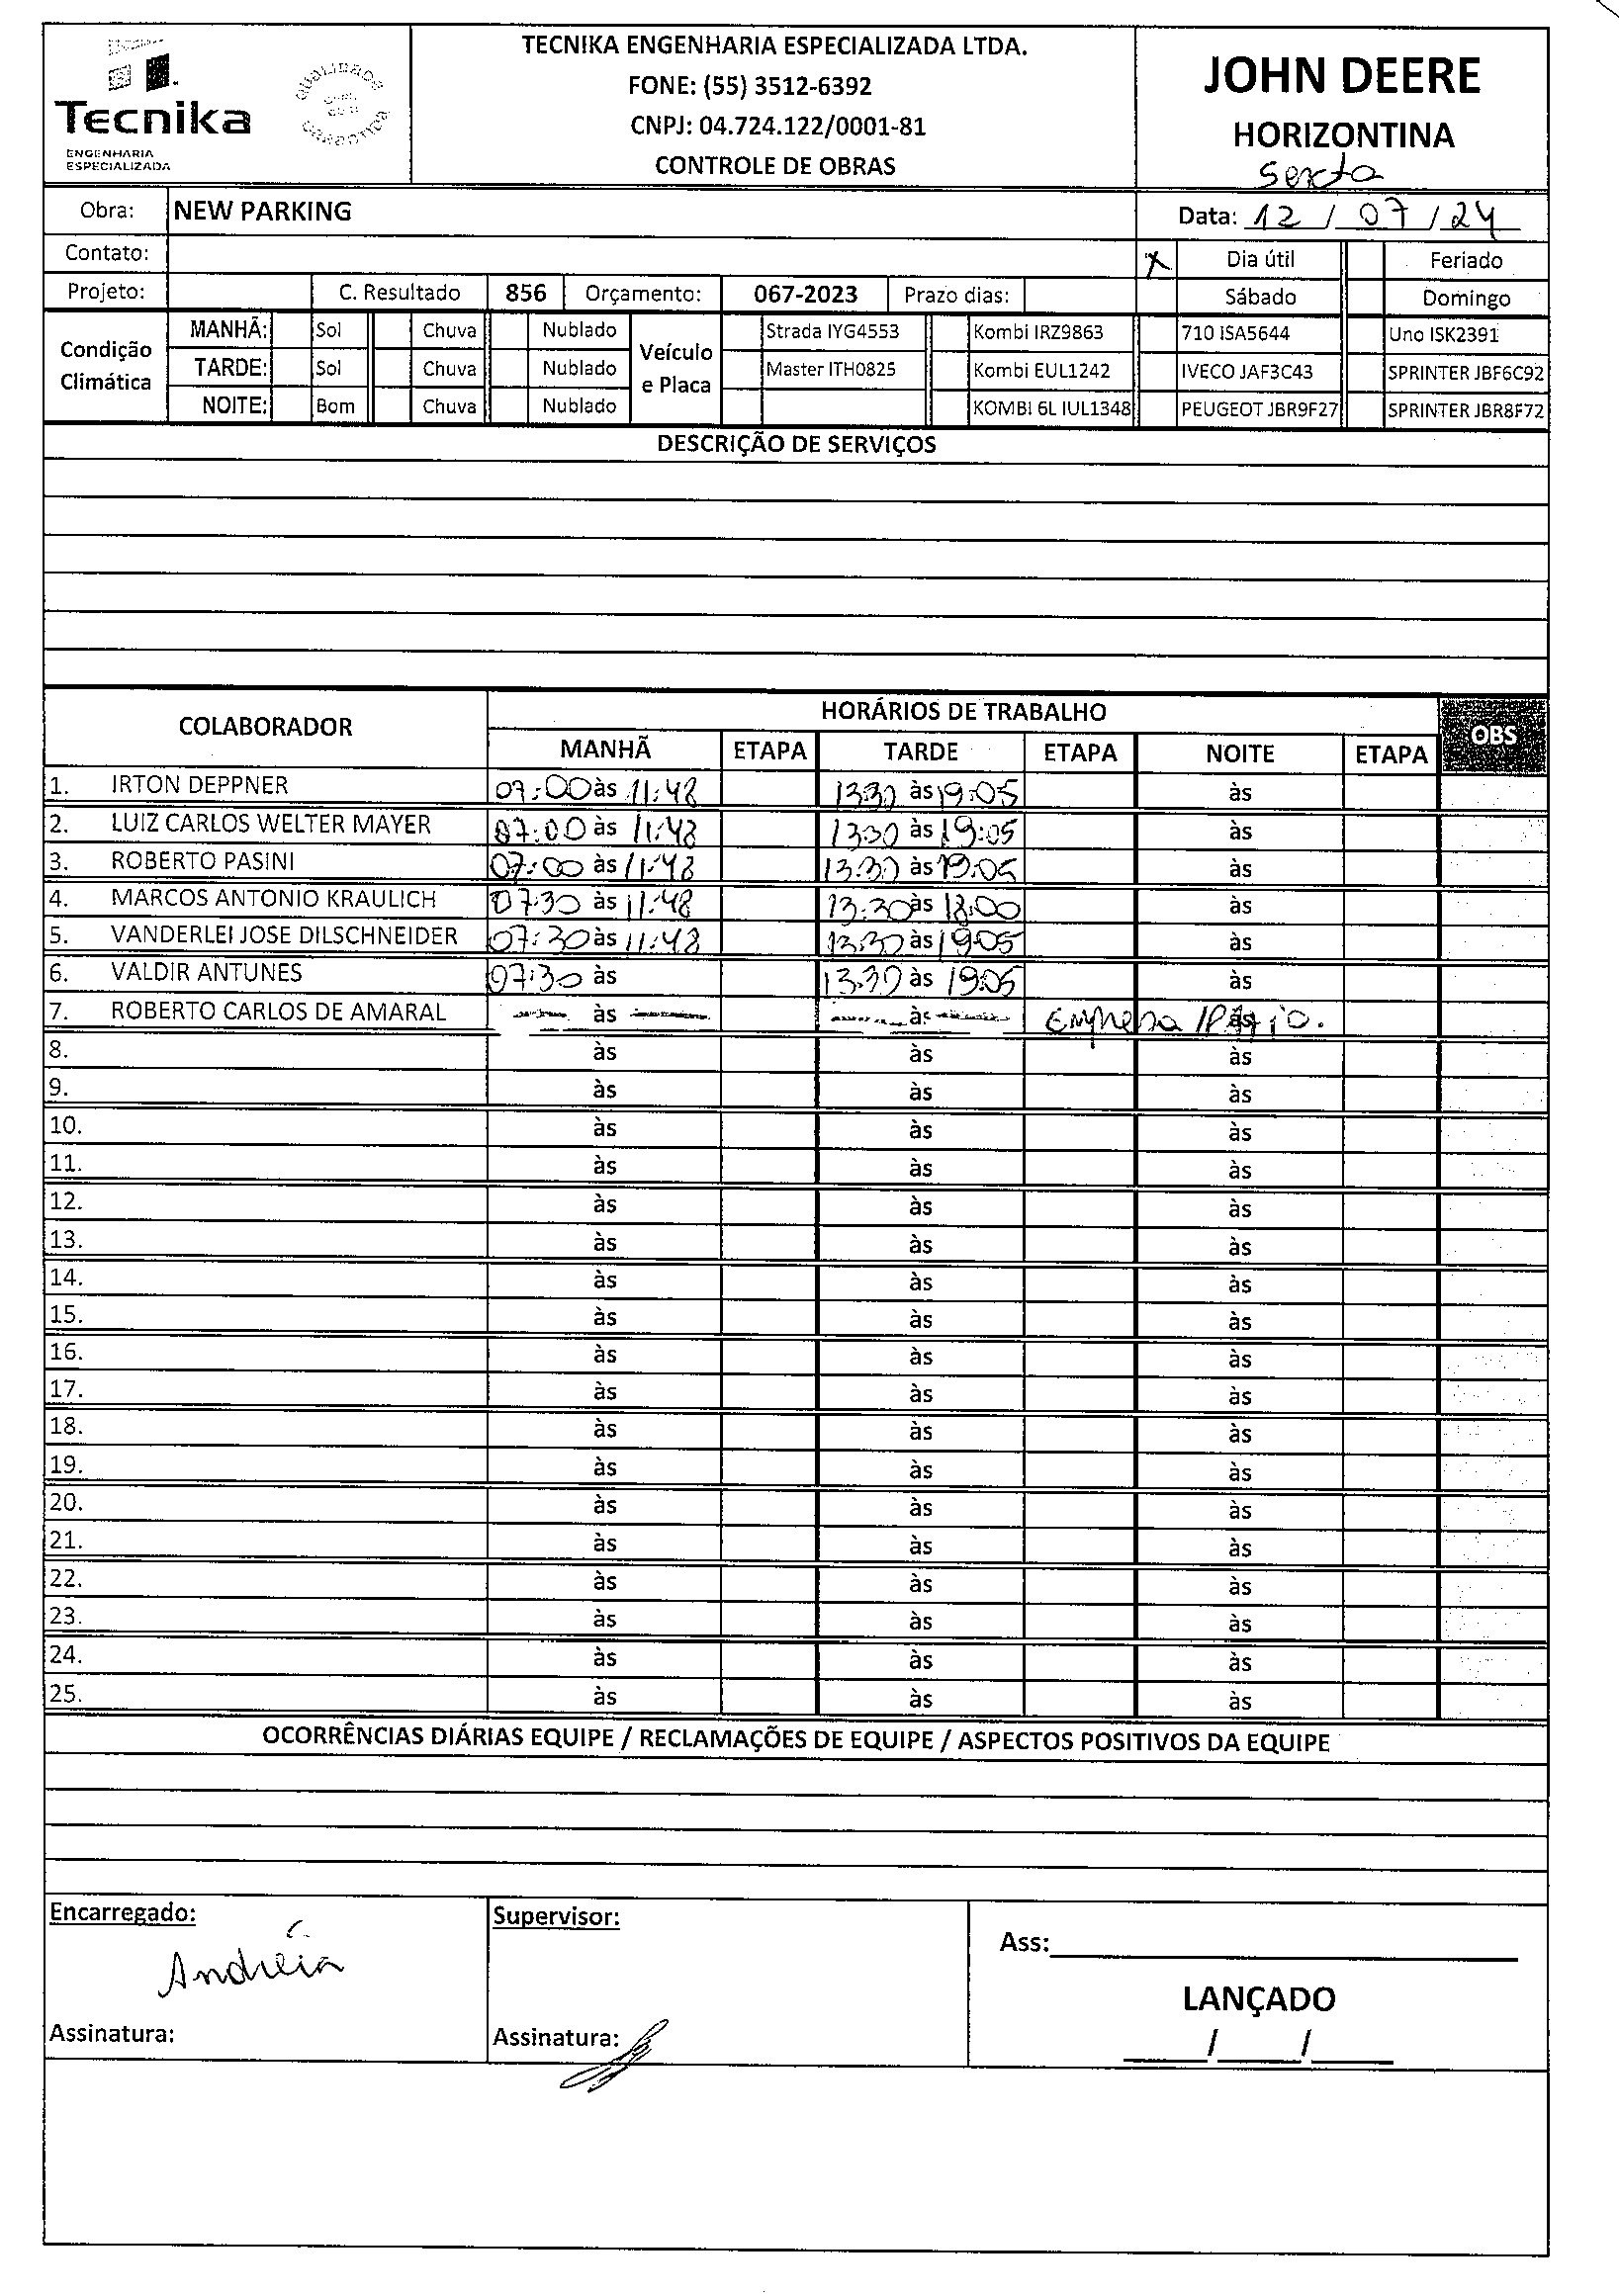 Tecnika
ENGENHARIA
ESPECIALIZADA
QUALIDADE
GARANTIDA
TECNIKA ENGENHARIA ESPECIALIZADA LTDA.
FONE: (55) 3512-6392
CNPJ: 04.724.122/0001-81
CONTROLE DE OBRAS
JOHN DEERE
HORIZONTINA
Sexta
Obra: NEW PARKING Data: 12 / 07 / 24
Contato: X Dia útil Feriado
Projeto: C. Resultado 856 Orçamento: 067-2023 Prazo dias: Sábado Domingo
Condição Climática
MANHÃ: Sol Chuva Nublado
TARDE: Sol Chuva Nublado
NOITE: Bom Chuva Nublado
Veículo e Placa
Strada IYG4553 Kombi IRZ9863 710 ISA5644 Uno ISK2391
Master ITH0825 Kombi EUL1242 IVECO JAF3C43 SPRINTER JBF6C92
KOMBI 6L IUL1348 PEUGEOT JBR9F27 SPRINTER JBR8F72
DESCRIÇÃO DE SERVIÇOS
COLABORADOR HORÁRIOS DE TRABALHO OBS
MANHÃ ETAPA TARDE ETAPA NOITE ETAPA
1. IRTON DEPPNER 07:00 às 11:48 13:30 às 19:05 às
2. LUIZ CARLOS WELTER MAYER 07:00 às 11:48 13:30 às 19:05 às
3. ROBERTO PASINI 07:00 às 11:48 13:30 às 19:05 às
4. MARCOS ANTONIO KRAULICH 07:30 às 11:48 13:30 às 18:00 às
5. VANDERLEI JOSE DILSCHNEIDER 07:30 às 11:48 13:30 às 19:05 às
6. VALDIR ANTUNES 07:30 às 13:30 às 19:05 às
7. ROBERTO CARLOS DE AMARAL às às Empresa às
8. às às às
9. às às às
10. às às às
11. às às às
12. às às às
13. às às às
14. às às às
15. às às às
16. às às às
17. às às às
18. às às às
19. às às às
20. às às às
21. às às às
22. às às às
23. às às às
24. às às às
25. às às às
OCORRÊNCIAS DIÁRIAS EQUIPE / RECLAMAÇÕES DE EQUIPE / ASPECTOS POSITIVOS DA EQUIPE
Encarregado: Supervisor:
Andréia
Ass:
LANÇADO
Assinatura: Assinatura:
/ /